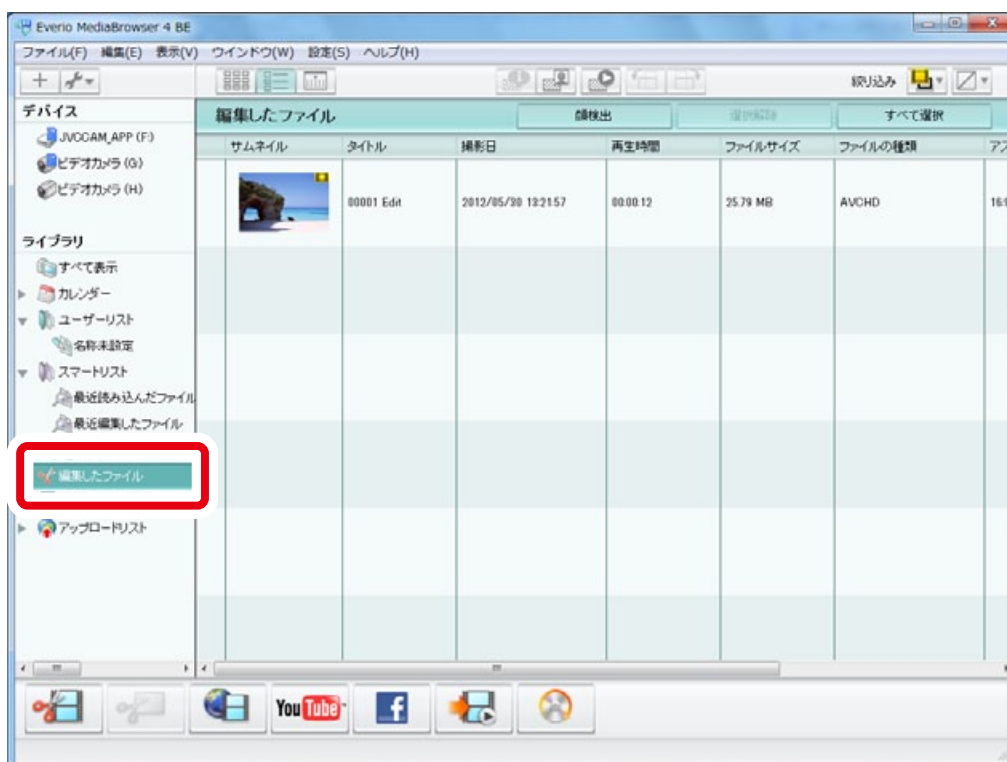 Everio MediaBrowser 4 BE
ファイル(F) 編集(E) 表示(V) ウインドウ(W) 設定(S) ヘルプ(H)
絞り込み
デバイス
JVCCAM_APP (F:)
ビデオカメラ (G)
ビデオカメラ (H)
ライブラリ
すべて表示
カレンダー
ユーザーリスト
名称未設定
スマートリスト
最近読み込んだファイル
最近編集したファイル
編集したファイル
アップロードリスト
編集したファイル 顔検出 選択解除 すべて選択
サムネイル タイトル 撮影日 再生時間 ファイルサイズ ファイルの種類 アス
00001 Edit 2012/05/30 13:21:57 00:00:12 25.79 MB AVCHD 16:9
YouTube
f